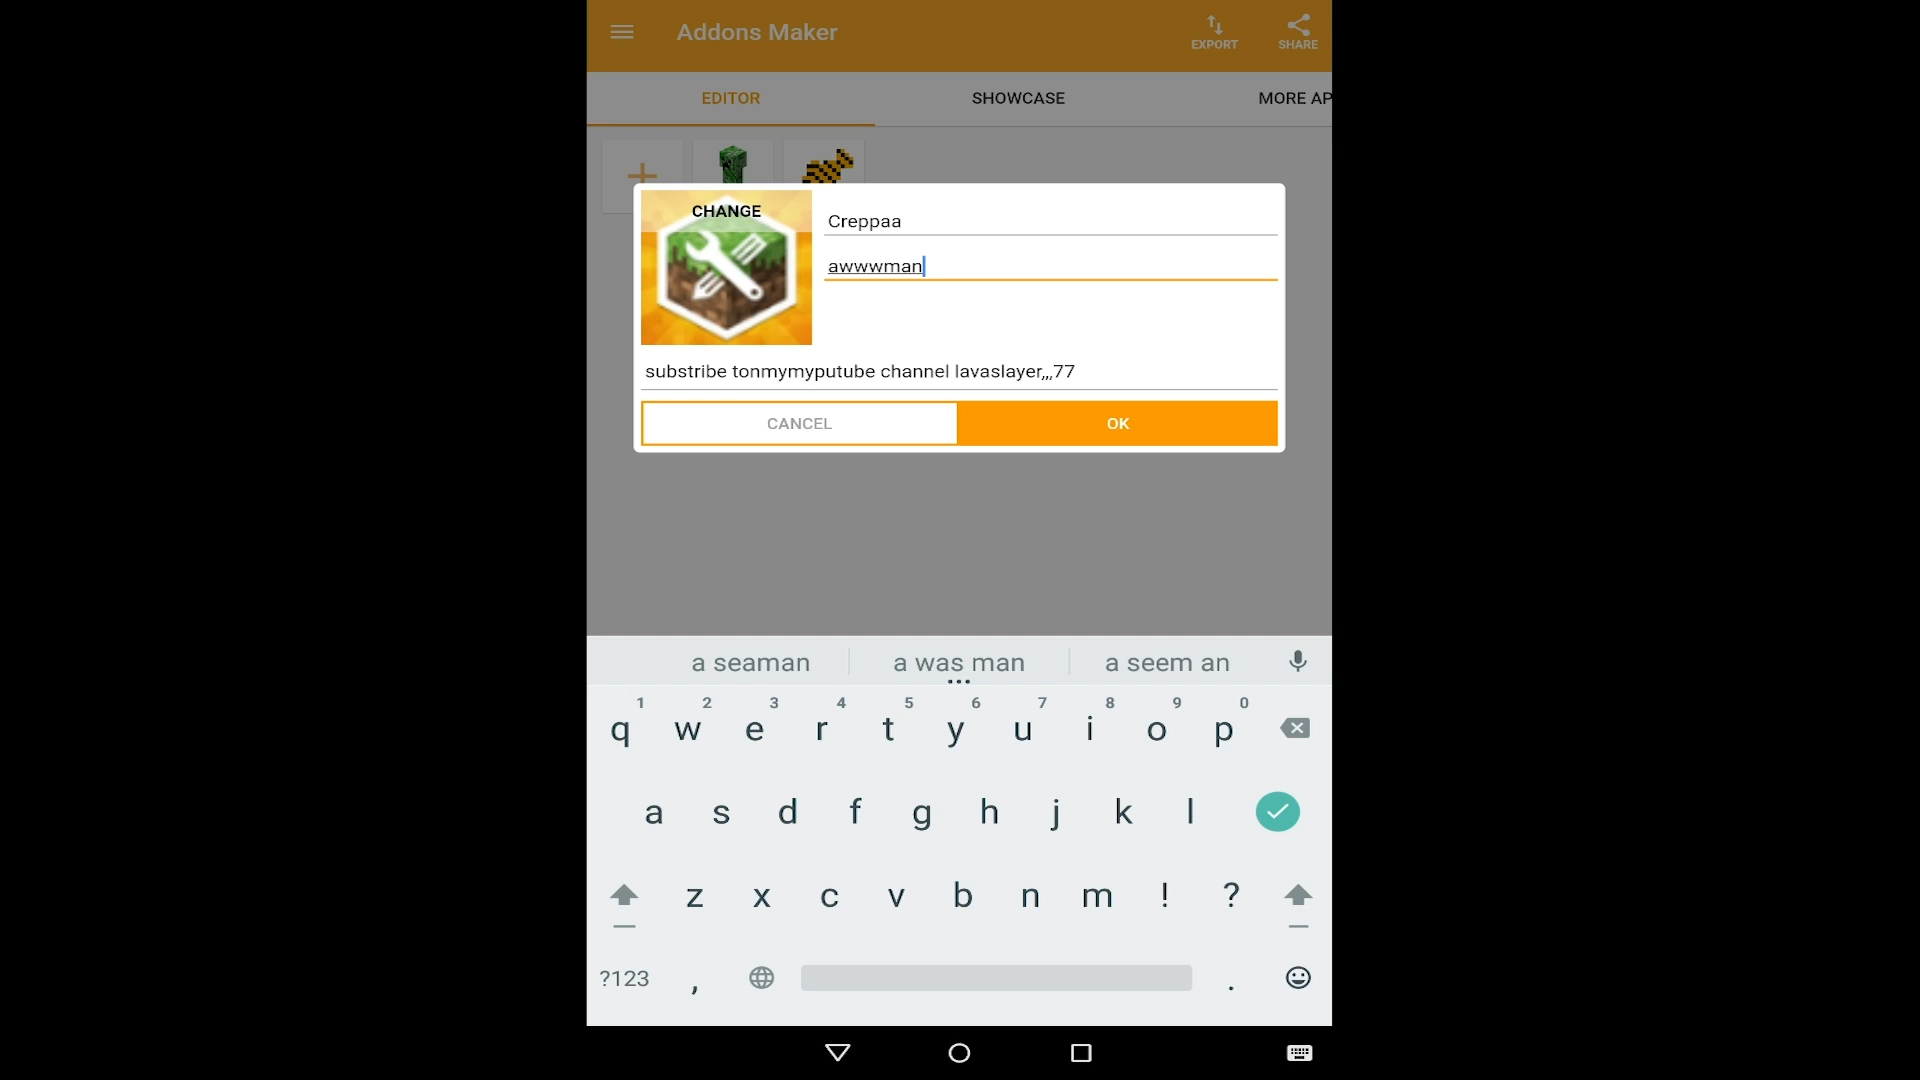 Addons Maker
EXPORT
SHARE
EDITOR
SHOWCASE
MORE AP
CHANGE
Creppaa
awwwman
substribe tonmymyputube channel lavaslayer,,,77
CANCEL
OK
a seaman
a was man
a seem an
1 2 3 4 5 6 7 8 9 0
q w e r t y u i o p
a s d f g h j k l
z x c v b n m ! ?
?123 , .